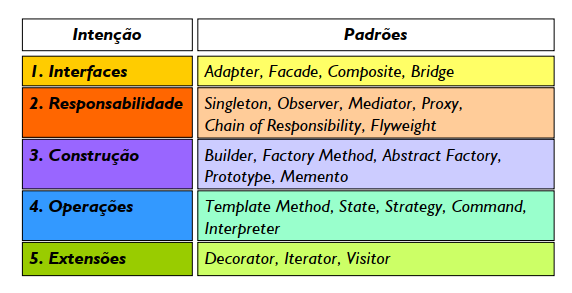 Intenção
Padrões
1. Interfaces
Adapter, Facade, Composite, Bridge
2. Responsabilidade
Singleton, Observer, Mediator, Proxy,
Chain of Responsibility, Flyweight
3. Construção
Builder, Factory Method, Abstract Factory,
Prototype, Memento
4. Operações
Template Method, State, Strategy, Command,
Interpreter
5. Extensões
Decorator, Iterator, Visitor